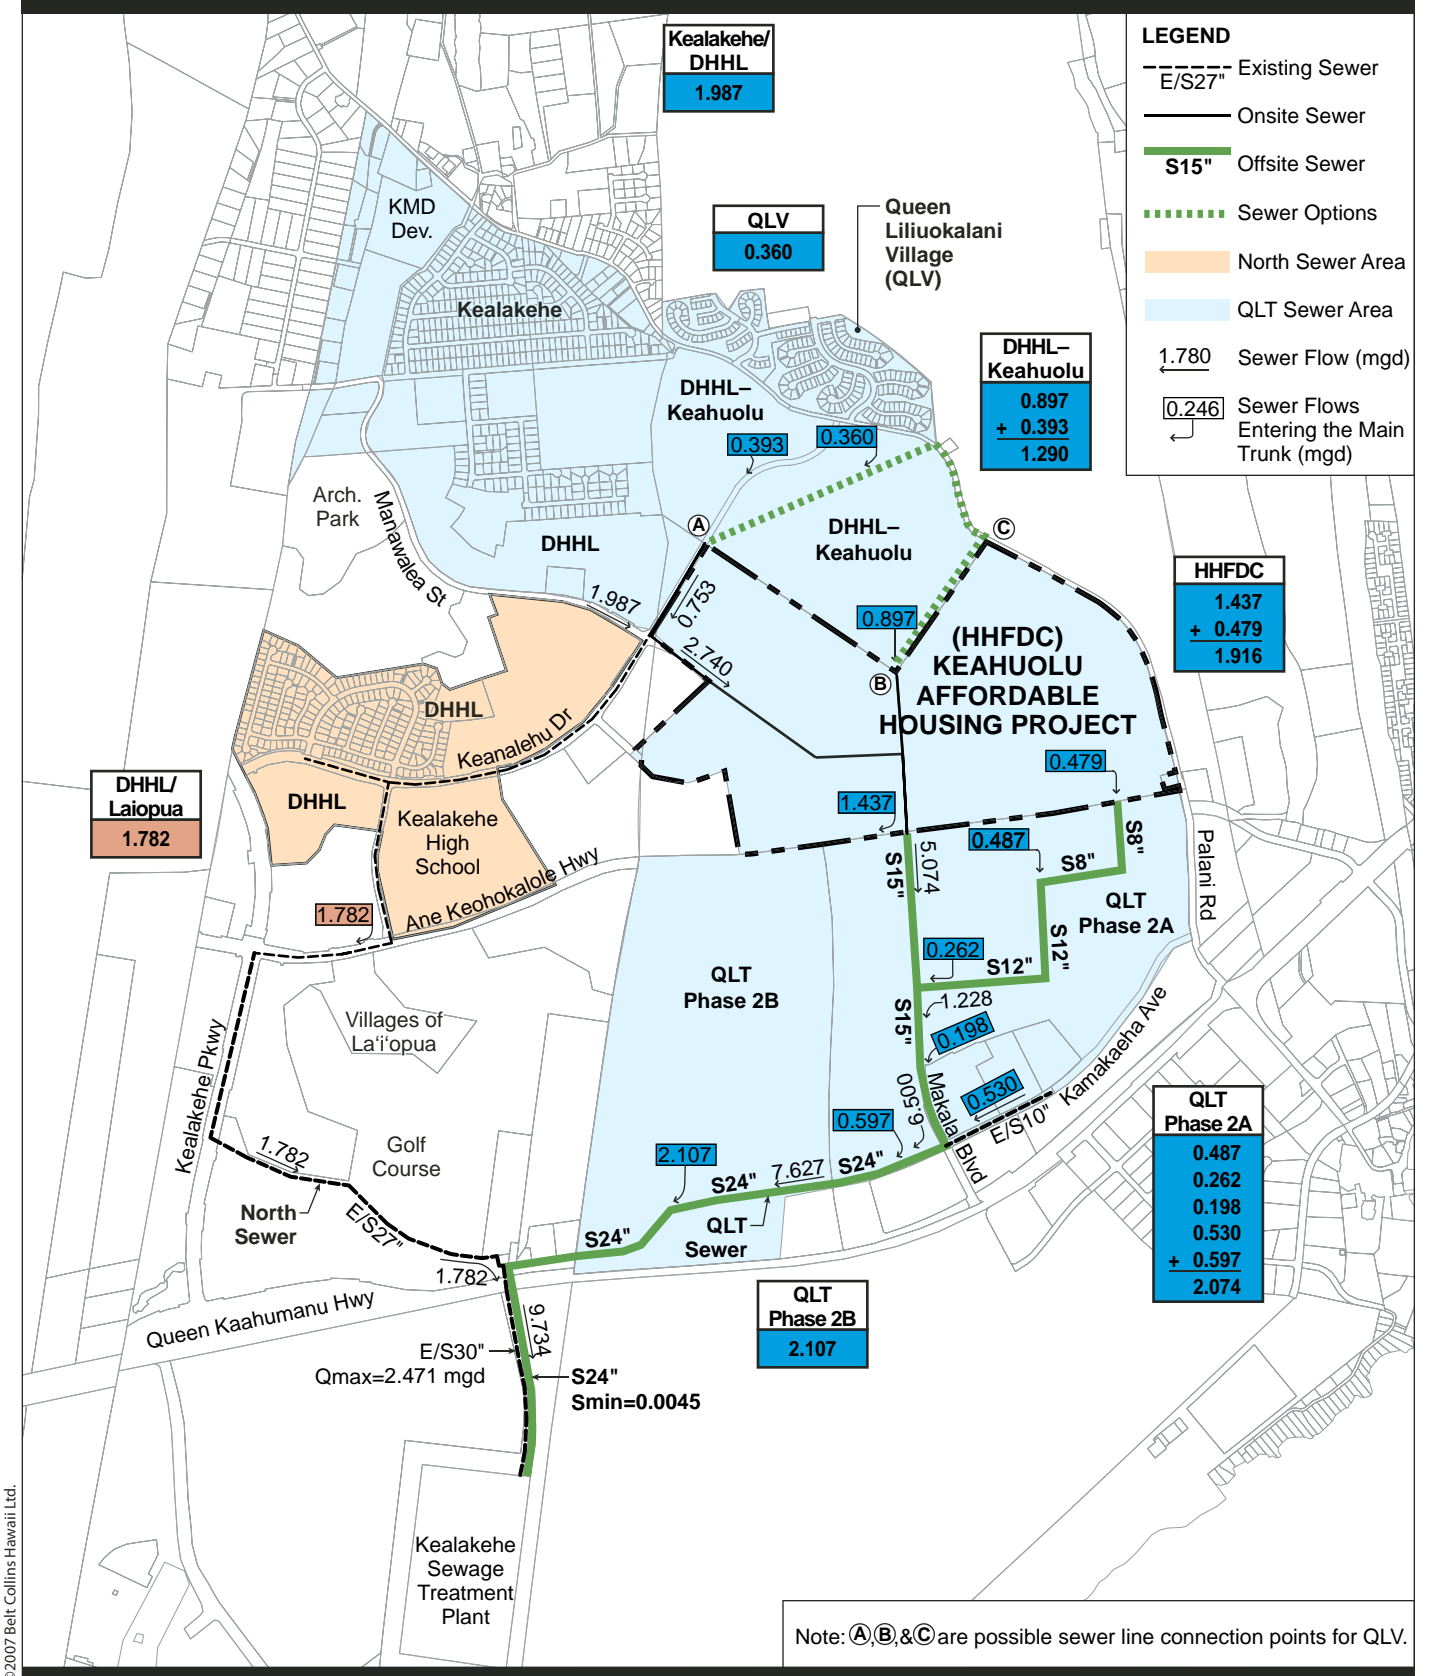 Kealakehe/
DHHL
1.987
LEGEND
E/S27" Existing Sewer
Onsite Sewer
S15" Offsite Sewer
Sewer Options
North Sewer Area
QLT Sewer Area
1.780 Sewer Flow (mgd)
0.246 Sewer Flows
Entering the Main
Trunk (mgd)
KMD
Dev.
QLV
0.360
Queen
Liliuokalani
Village
(QLV)
Kealakehe
DHHL–
Keahuolu
0.897
+ 0.393
1.290
DHHL–
Keahuolu
0.393
0.360
Arch.
Park
Manawalea St
DHHL
A
DHHL–
Keahuolu
C
HHFDC
1.437
+ 0.479
1.916
1.987
0.753
0.897
2.740
B
(HHFDC)
KEAHUOLU
AFFORDABLE
HOUSING PROJECT
DHHL
Keanalehu Dr
0.479
DHHL/
Laiopua
1.782
DHHL
1.437
Kealakehe
High
School
Ane Keohokalole Hwy
5.074
S15"
0.487
S8"
S8"
Palani Rd
QLT
Phase 2A
1.782
0.262
S12"
S12"
QLT
Phase 2B
1.228
S15"
0.198
Villages of
La‘i‘opua
Kealakehe Pkwy
Makala
Blvd
6.500
0.530
E/S10"
Kamakaeha Ave
0.597
QLT
Phase 2A
0.487
0.262
0.198
0.530
+ 0.597
2.074
1.782
Golf
Course
2.107
S24"
7.627
S24"
North
Sewer
E/S27"
QLT
Sewer
S24"
1.782
Queen Kaahumanu Hwy
9.734
QLT
Phase 2B
2.107
E/S30"
Qmax=2.471 mgd
S24"
Smin=0.0045
Kealakehe
Sewage
Treatment
Plant
Note: A,B,&C are possible sewer line connection points for QLV.
©2007 Belt Collins Hawaii Ltd.